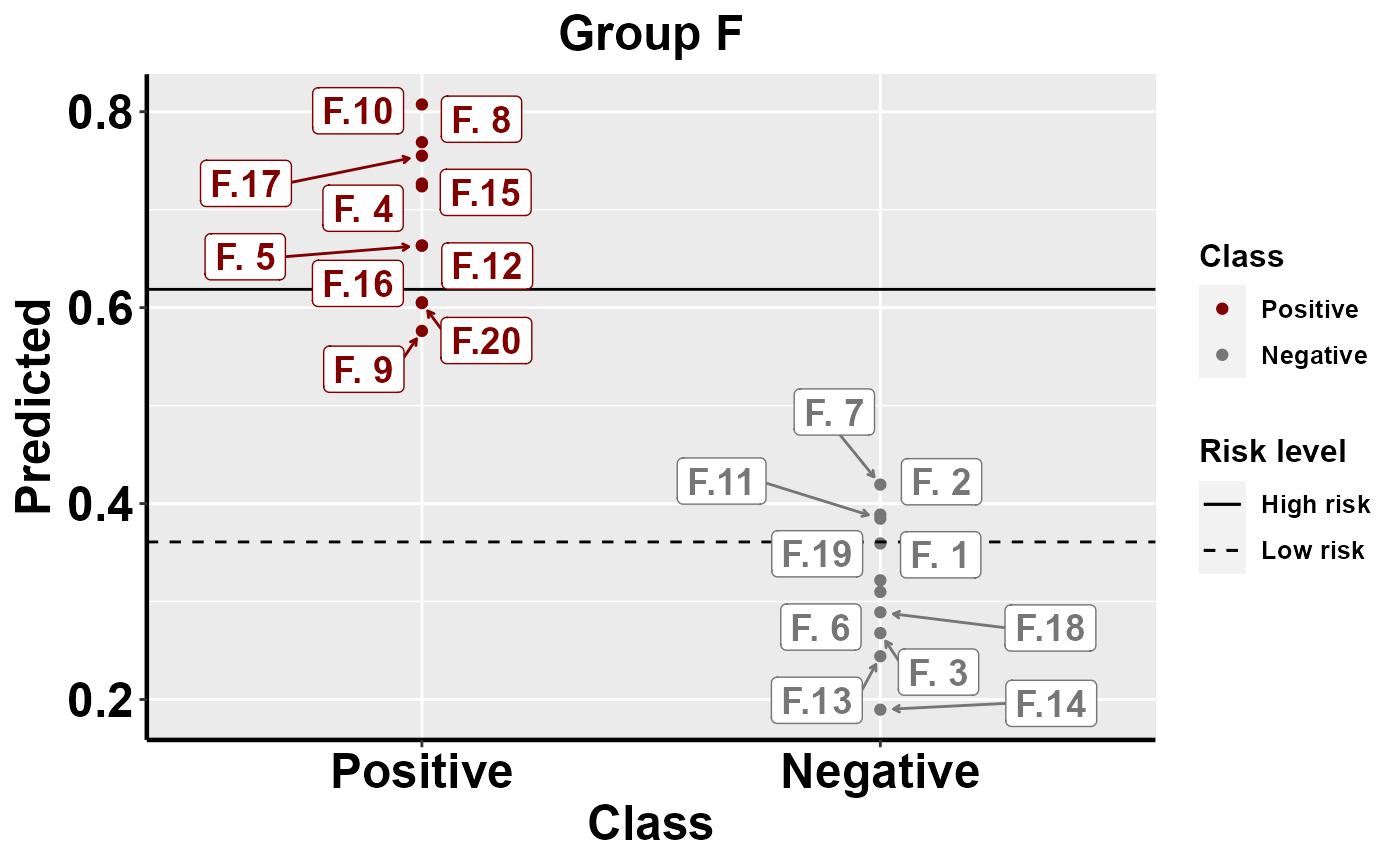 Group F
Predicted
0.8
0.6
0.4
0.2
F.10
F. 8
F.17
F. 4
F.15
F. 5
F.12
F.16
F.20
F. 9
F. 7
F.11
F. 2
F.19
F. 1
F. 6
F.18
F. 3
F.13
F.14
Positive
Negative
Class
Class
Positive
Negative
Risk level
High risk
Low risk